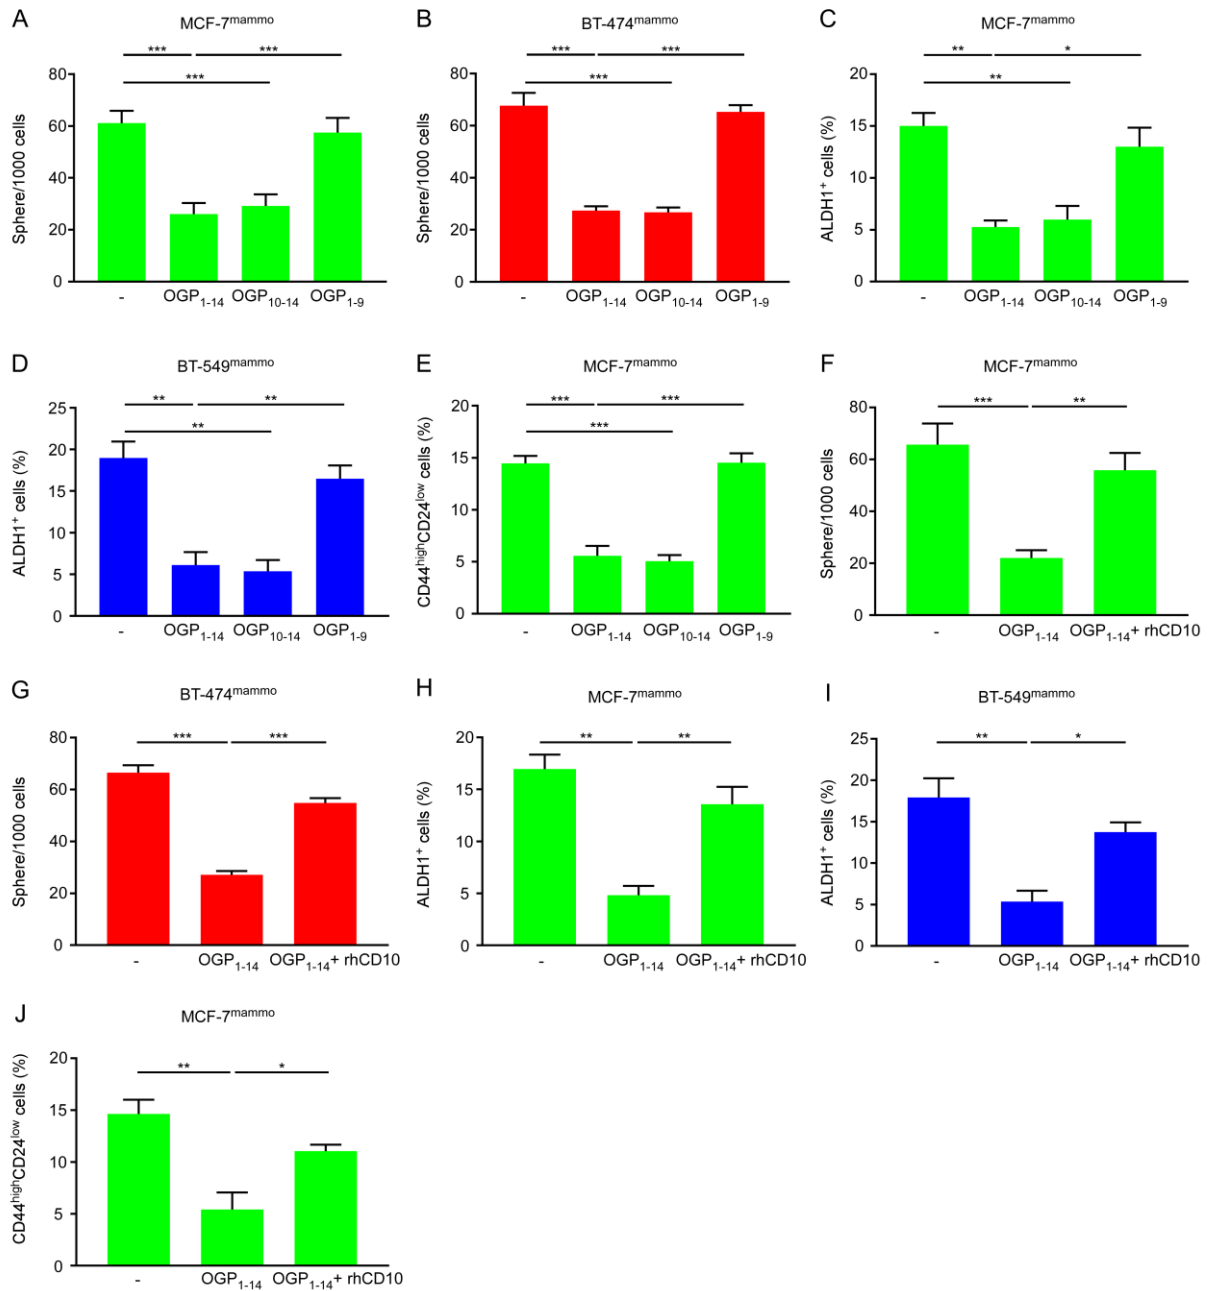 A
MCF-7mammo
*** ***
***
Sphere/1000 cells
80
60
40
20
0
- OGP1-14 OGP10-14 OGP1-9
B
BT-474mammo
*** ***
***
Sphere/1000 cells
80
60
40
20
0
- OGP1-14 OGP10-14 OGP1-9
C
MCF-7mammo
** *
**
ALDH1+ cells (%)
20
15
10
5
0
- OGP1-14 OGP10-14 OGP1-9
D
BT-549mammo
** **
**
ALDH1+ cells (%)
25
20
15
10
5
0
- OGP1-14 OGP10-14 OGP1-9
E
MCF-7mammo
*** ***
***
CD44highCD24low cells (%)
20
15
10
5
0
- OGP1-14 OGP10-14 OGP1-9
F
MCF-7mammo
*** **
Sphere/1000 cells
80
60
40
20
0
- OGP1-14 OGP1-14+ rhCD10
G
BT-474mammo
*** ***
Sphere/1000 cells
80
60
40
20
0
- OGP1-14 OGP1-14+ rhCD10
H
MCF-7mammo
** **
ALDH1+ cells (%)
20
15
10
5
0
- OGP1-14 OGP1-14+ rhCD10
I
BT-549mammo
** *
ALDH1+ cells (%)
25
20
15
10
5
0
- OGP1-14 OGP1-14+ rhCD10
J
MCF-7mammo
** *
CD44highCD24low cells (%)
20
15
10
5
0
- OGP1-14 OGP1-14+ rhCD10